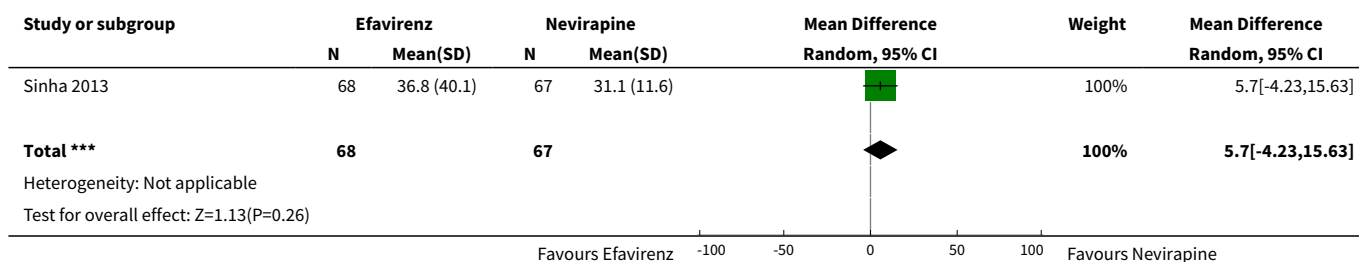 Study or subgroup Efavirenz Nevirapine Mean Difference Weight Mean Difference
N Mean(SD) N Mean(SD) Random, 95% CI Random, 95% CI
Sinha 2013 68 36.8 (40.1) 67 31.1 (11.6) 100% 5.7[-4.23,15.63]
Total *** 68 67 100% 5.7[-4.23,15.63]
Heterogeneity: Not applicable
Test for overall effect: Z=1.13(P=0.26)
Favours Efavirenz -100 -50 0 50 100 Favours Nevirapine